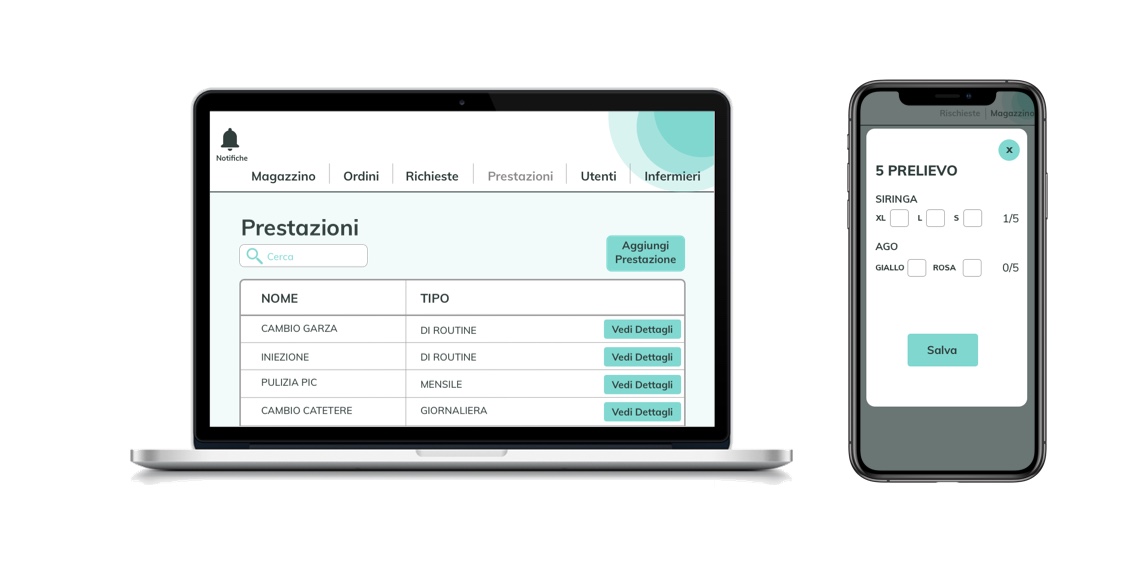 Notifiche
Magazzino
Ordini
Richieste
Prestazioni
Utenti
Infermieri
Prestazioni
Cerca
Aggiungi
Prestazione
NOME
TIPO
CAMBIO GARZA
DI ROUTINE
Vedi Dettagli
INIEZIONE
DI ROUTINE
Vedi Dettagli
PULIZIA PIC
MENSILE
Vedi Dettagli
CAMBIO CATETERE
GIORNALIERA
Vedi Dettagli
Rischieste | Magazzino
x
5 PRELIEVO
SIRINGA
XL L S 1/5
AGO
GIALLO ROSA 0/5
Salva